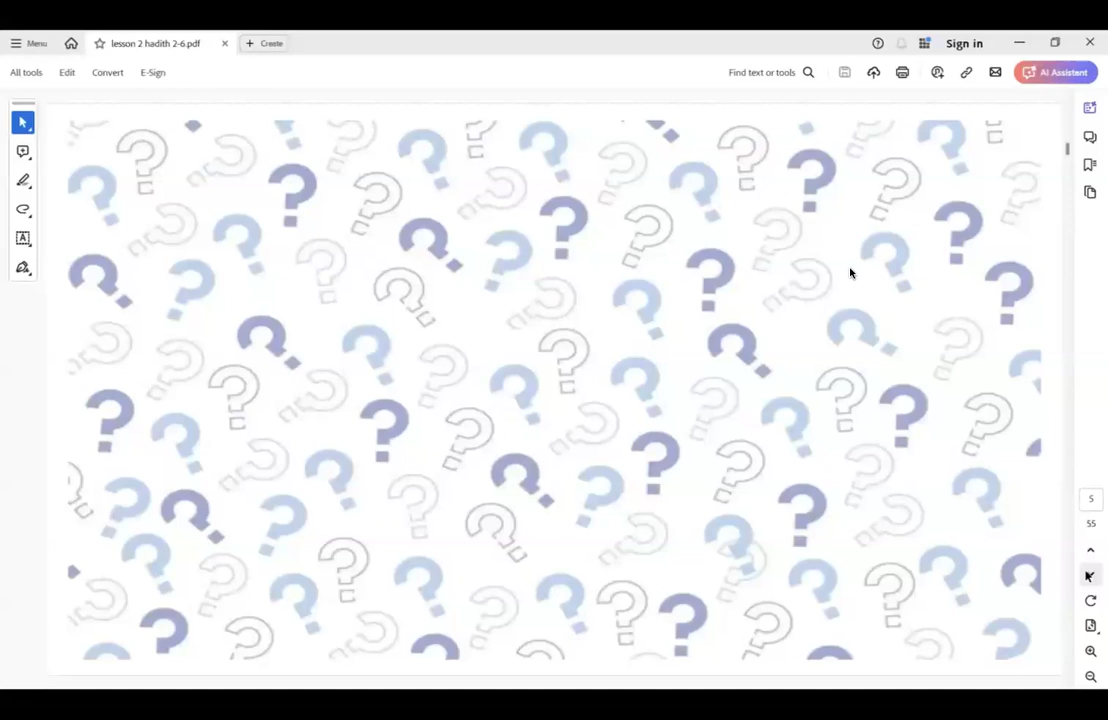 Menu
lesson 2 hadith 2-6.pdf
Create
Sign in
All tools
Edit
Convert
E-Sign
Find text or tools
AI Assistant
5
55